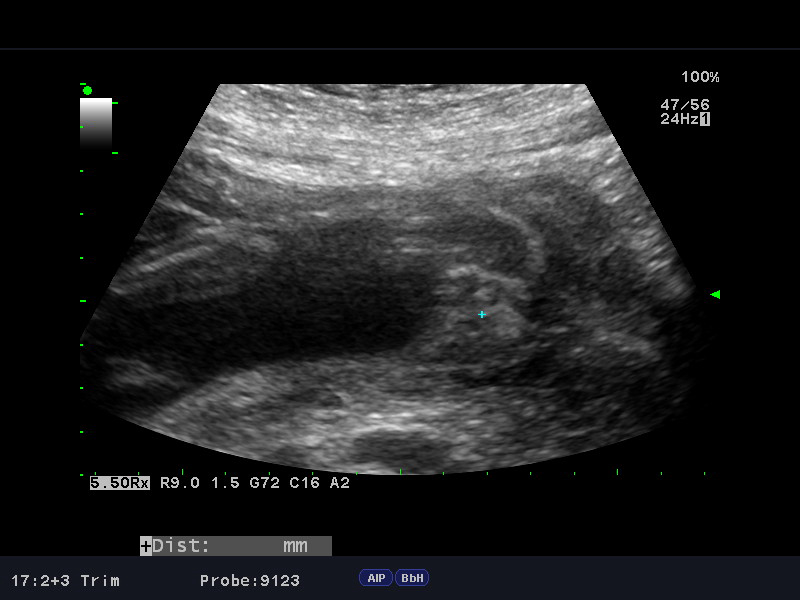 100%
47/56
24Hz1
5.50Rx R9.0 1.5 G72 C16 A2
+Dist: mm
17:2+3 Trim Probe:9123 AIP BbH